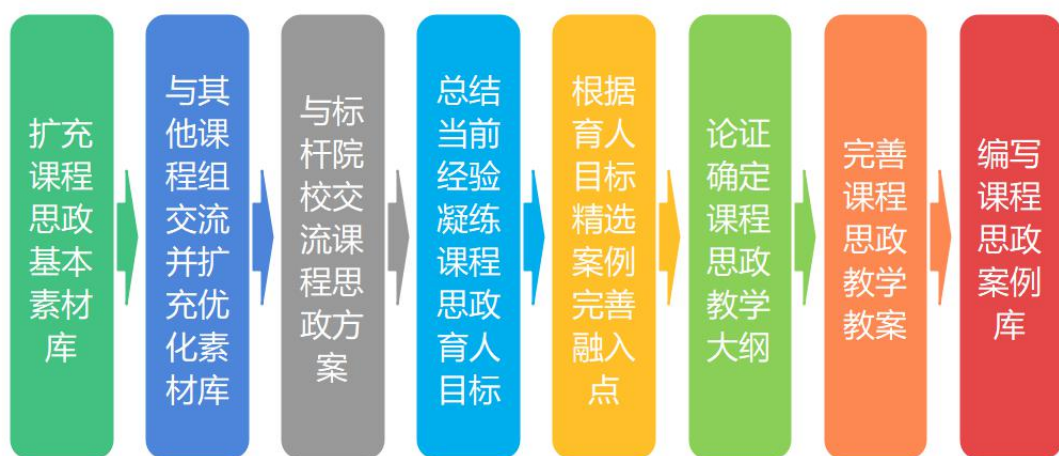 扩充
课程
思政
基本
素材
库
与其
他课
程组
交流
并扩
充优
化素
材库
与标
杆院
校交
流课
程思
政方
案
总结
当前
经验
凝练
课程
思政
育人
目标
根据
育人
目标
精选
案例
完善
融入
点
论证
确定
课程
思政
教学
大纲
完善
课程
思政
教学
教案
编写
课程
思政
案例
库